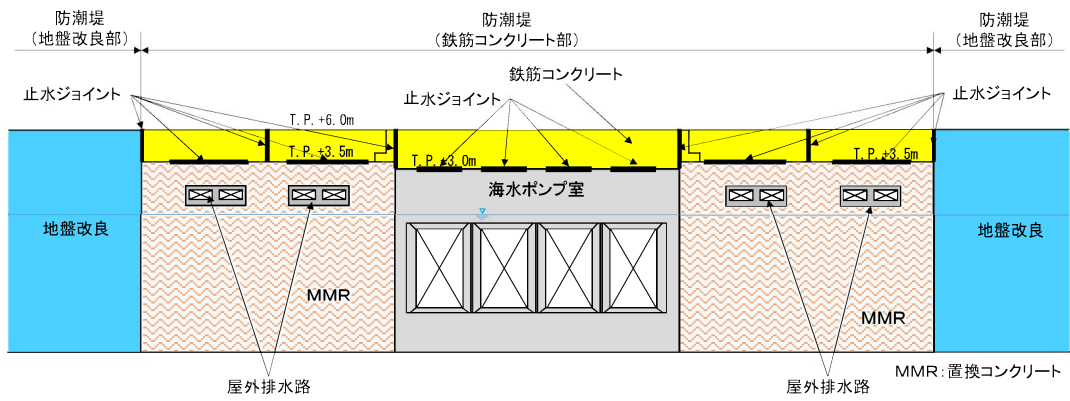 防潮堤
(地盤改良部)
防潮堤
(鉄筋コンクリート部)
防潮堤
(地盤改良部)
鉄筋コンクリート
止水ジョイント
止水ジョイント
止水ジョイント
T.P.+6.0m
T.P.+3.5m
T.P.+3.0m
T.P.+3.5m
海水ポンプ室
地盤改良
地盤改良
MMR
MMR
屋外排水路
屋外排水路
MMR:置換コンクリート